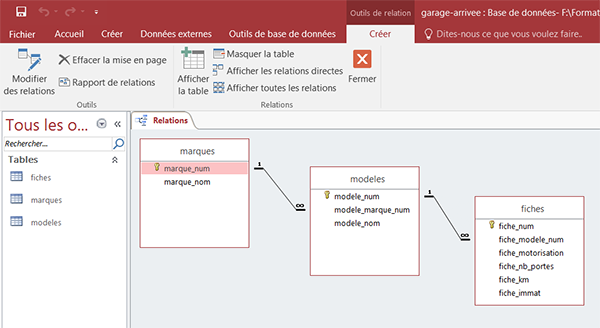 Outils de relation
garage-arrivee : Base de données- F:\Format
Fichier
Accueil
Créer
Données externes
Outils de base de données
Créer
Dites-nous ce que vous voulez faire..
Modifier
des relations
Effacer la mise en page
Rapport de relations
Outils
Afficher
la table
Masquer la table
Afficher les relations directes
Afficher toutes les relations
Relations
Fermer
Tous les o...
Rechercher...
Tables
fiches
marques
modeles
Relations
marques
marque_num
marque_nom
1
∞
modeles
modele_num
modele_marque_num
modele_nom
1
∞
fiches
fiche_num
fiche_modele_num
fiche_motorisation
fiche_nb_portes
fiche_km
fiche_immat